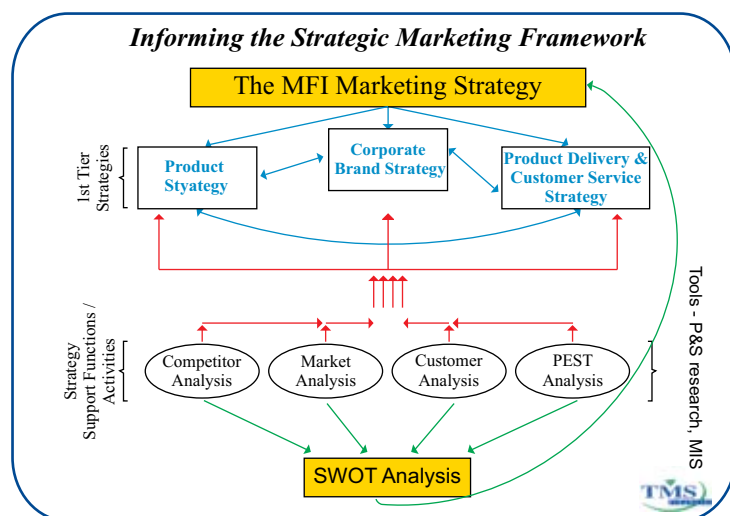 Informing the Strategic Marketing Framework
The MFI Marketing Strategy
1st Tier
Strategies
Product
Styategy
Corporate
Brand Strategy
Product Delivery &
Customer Service
Strategy
Strategy
Support Functions /
Activities
Competitor
Analysis
Market
Analysis
Customer
Analysis
PEST
Analysis
Tools - P&S research, MIS
SWOT Analysis
TMS